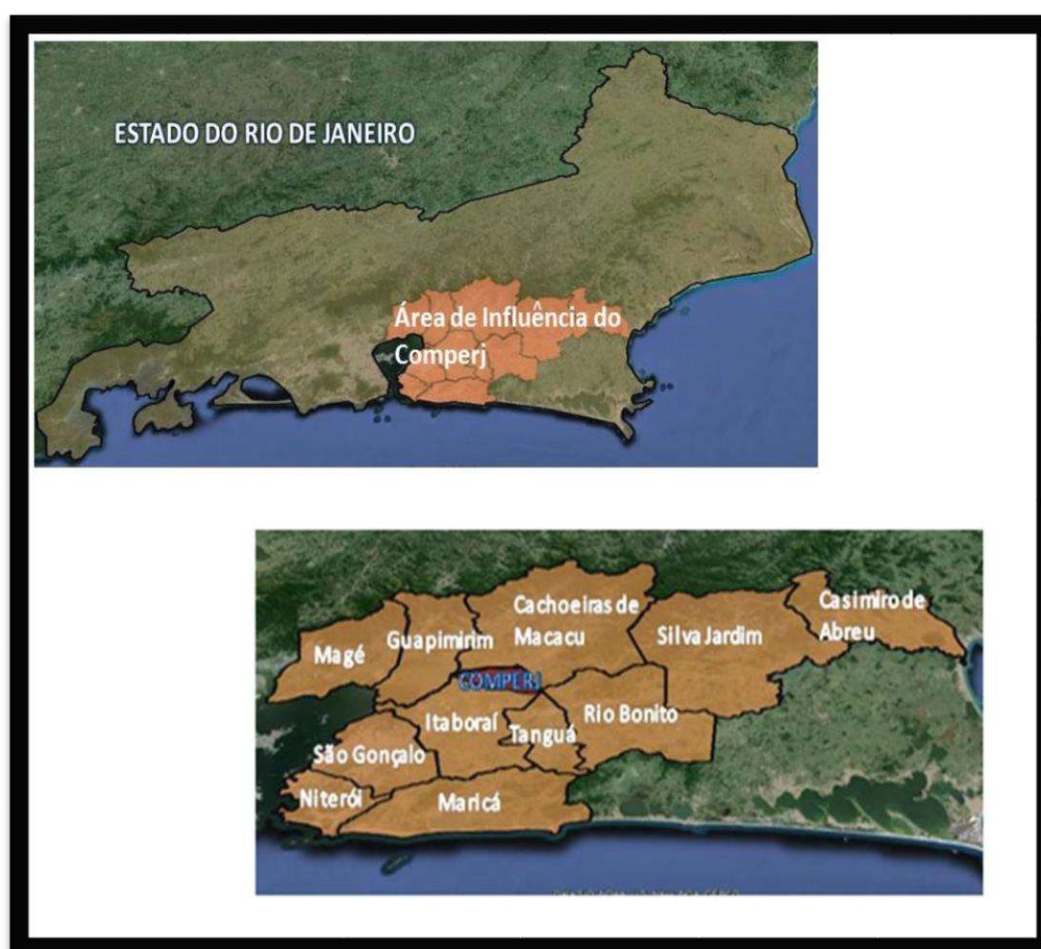 ESTADO DO RIO DE JANEIRO
Área de Influência do
Comperj
Cachoeiras de
Macacu
Casimiro de
Abreu
Magé
Guapimirim
Silva Jardim
COMPERJ
Itaboraí
Tanguá
Rio Bonito
São Gonçalo
Niterói
Maricá